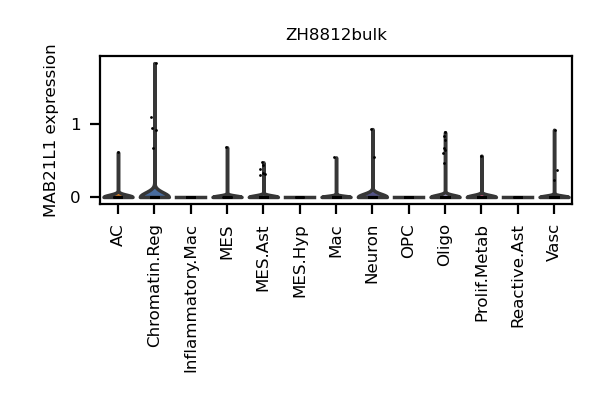 ZH8812bulk
MAB21L1 expression
1
0
AC
Chromatin.Reg
Inflammatory.Mac
MES
MES.Ast
MES.Hyp
Mac
Neuron
OPC
Oligo
Prolif.Metab
Reactive.Ast
Vasc